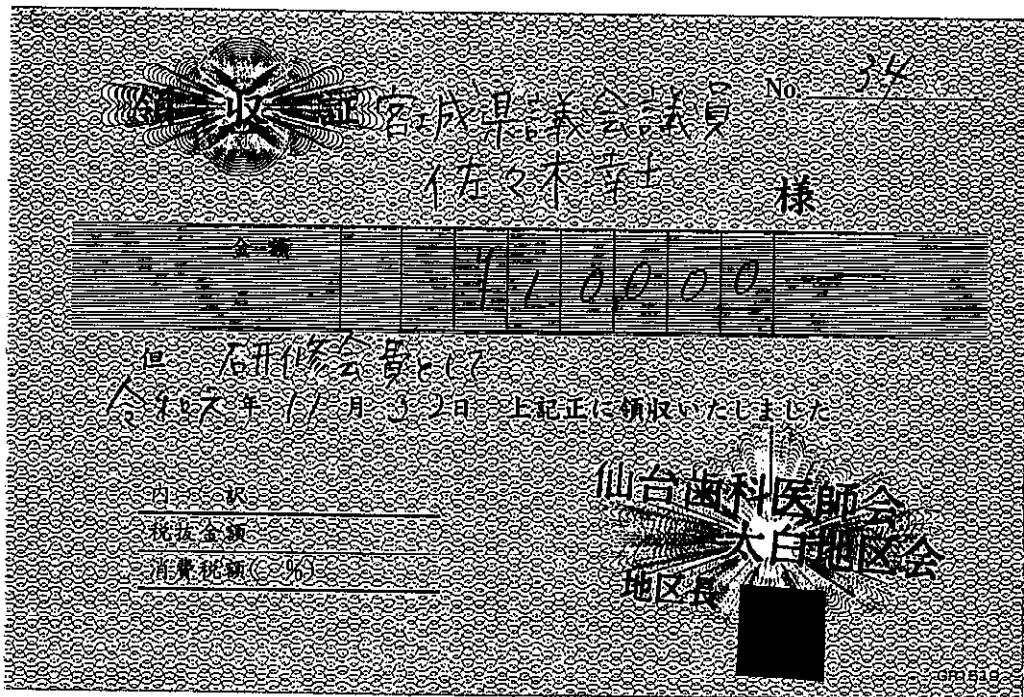 領収証
No. 34
宮城県議会議員
佐々木幸士 様
金額 ¥10000
但 研修会費として
令和元年11月30日 上記正に領収いたしました
内 訳
税抜金額
消費税額( %)
仙台歯科医師会
太白地区会
地区長